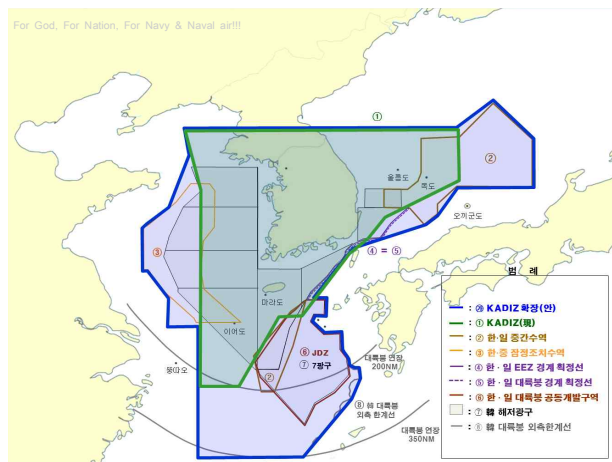 For God, For Nation, For Navy & Naval air!!!
①
②
울릉도
독도
오끼군도
③
④ = ⑤
마라도
이어도
퉁따오
⑥ JDZ
⑦ 7광구
②
대륙붕 연장
200NM
⑧ 韓 대륙붕
외측한계선
대륙붕 연장
350NM
범 례
: ⑳ KADIZ 확장(안)
: ① KADIZ(現)
: ② 한·일 중간수역
: ③ 한·중 잠정조치수역
: ④ 한·일 EEZ 경계 획정선
: ⑤ 한·일 대륙붕 경계 획정선
: ⑥ 한·일 대륙붕 공동개발구역
: ⑦ 韓 해저광구
: ⑧ 韓 대륙붕 외측한계선